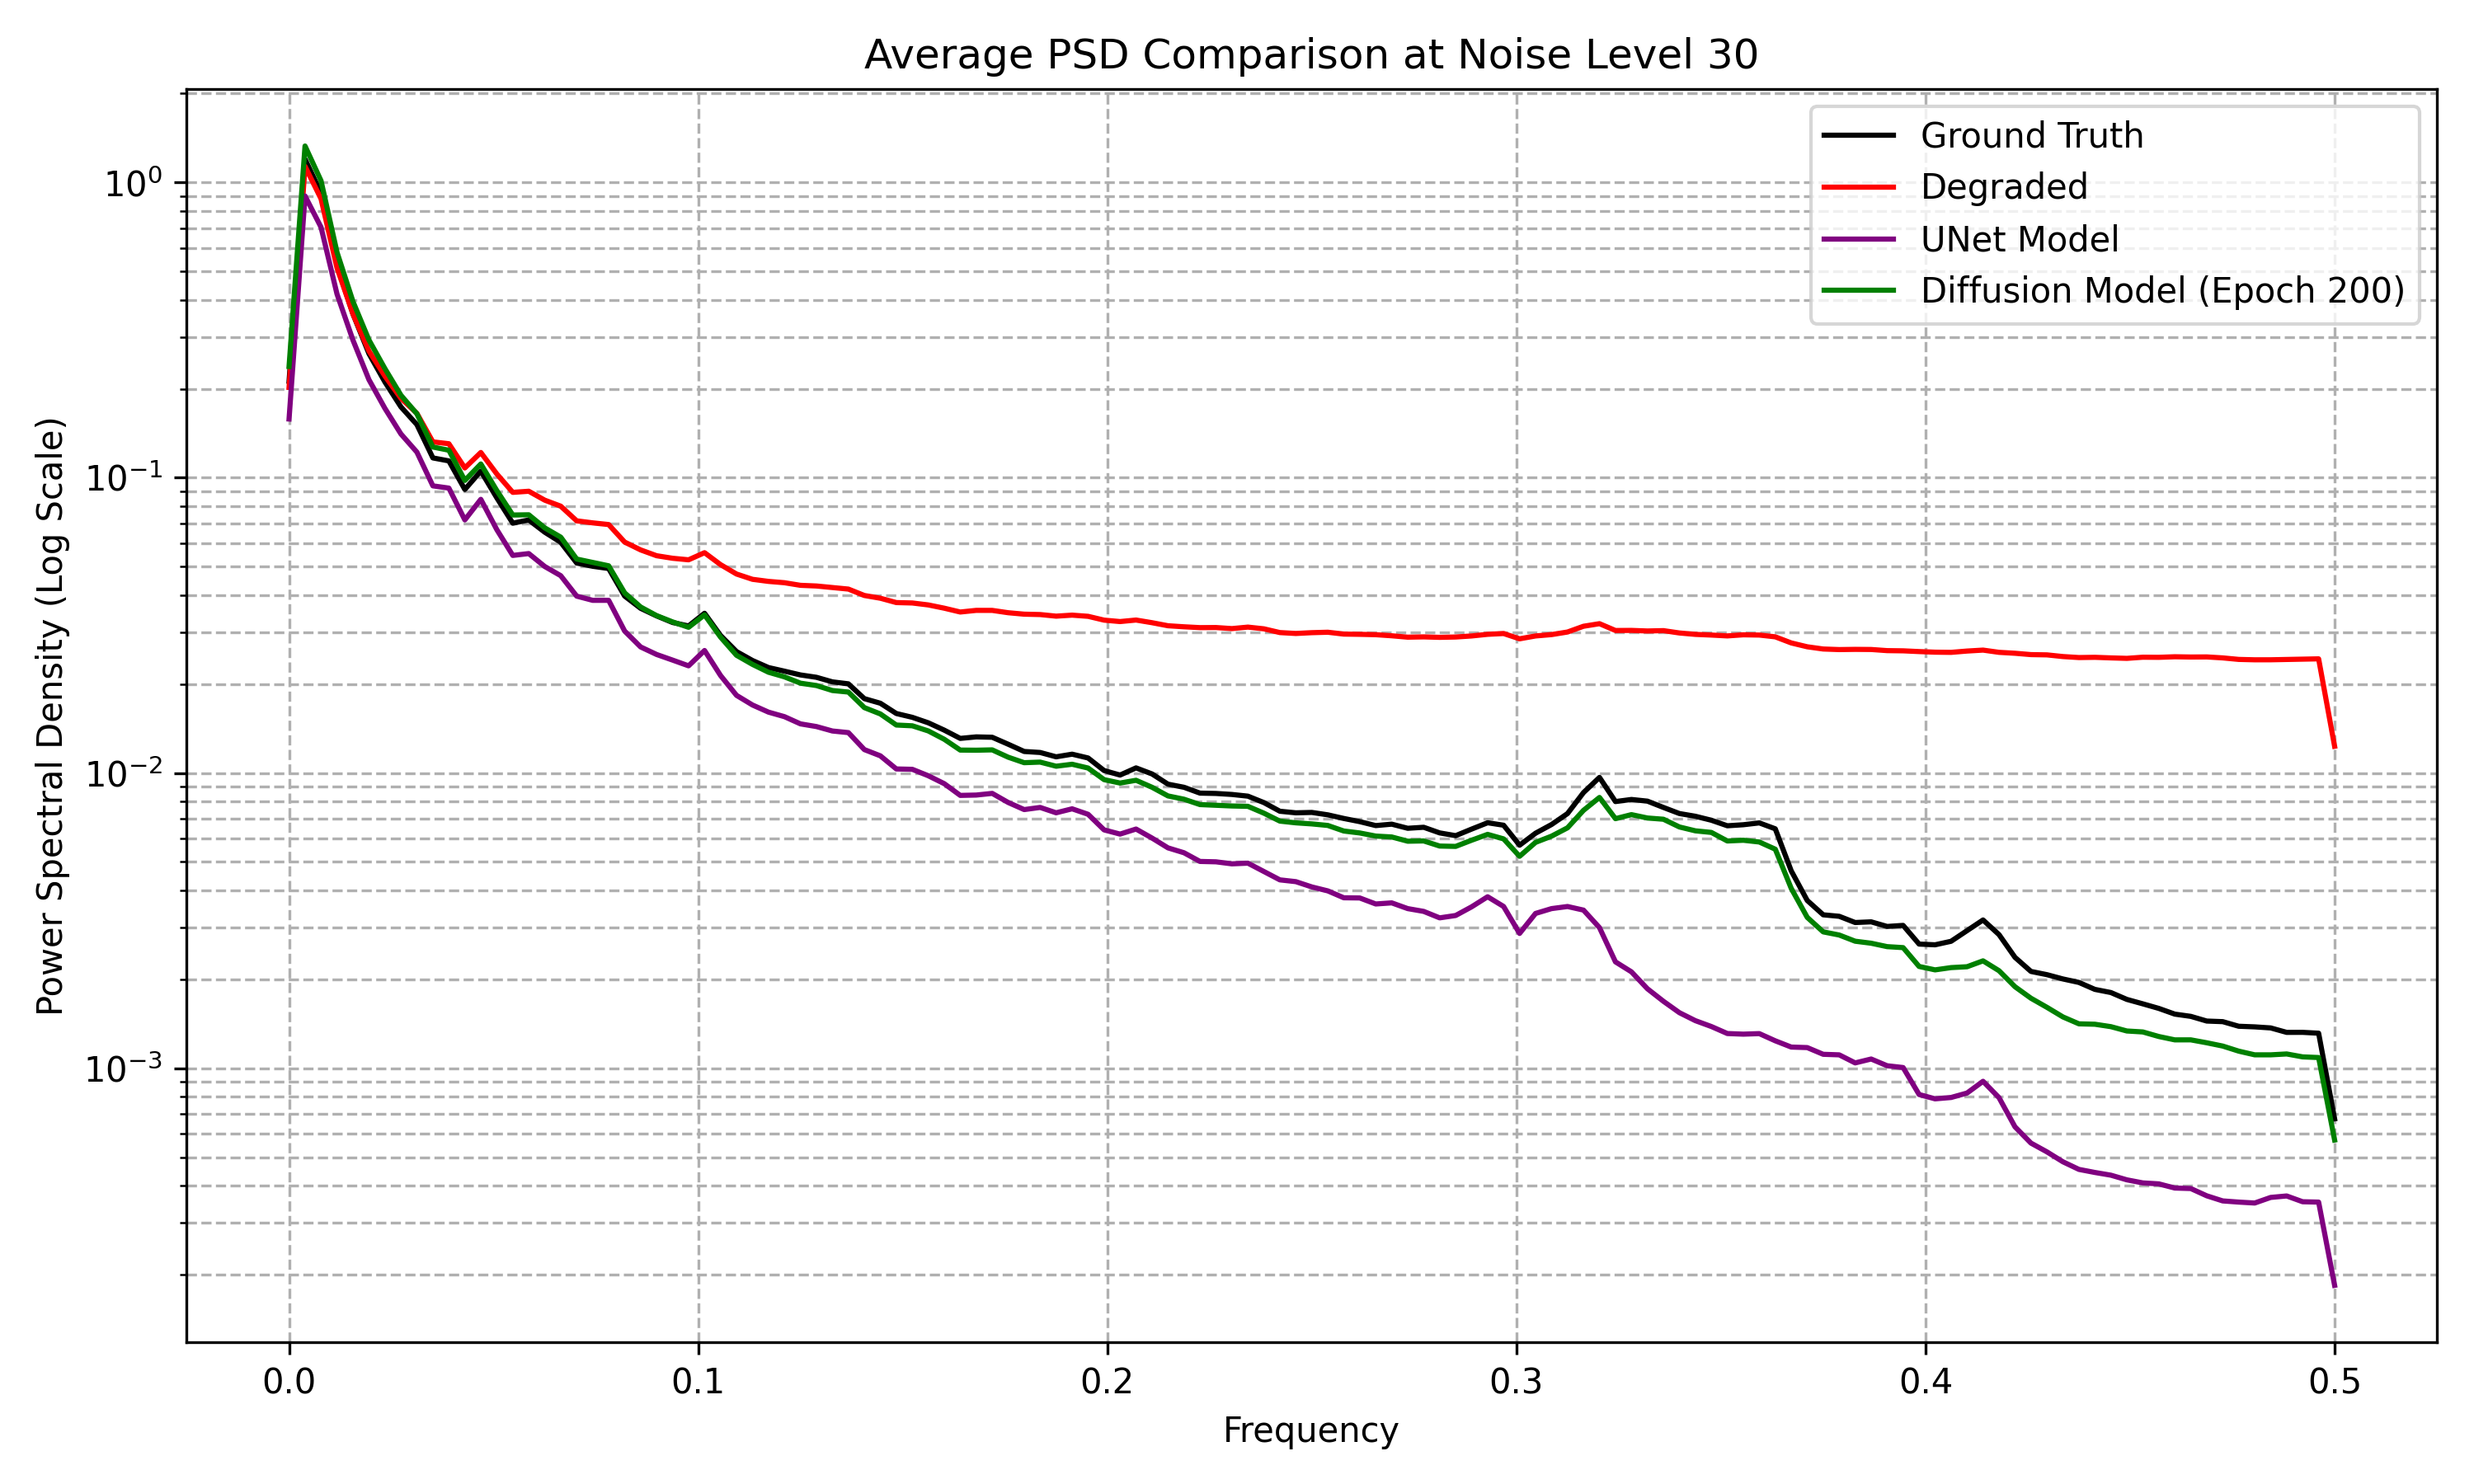 Average PSD Comparison at Noise Level 30
Ground Truth
Degraded
UNet Model
Diffusion Model (Epoch 200)
Power Spectral Density (Log Scale)
10⁰
10⁻¹
10⁻²
10⁻³
0.0 0.1 0.2 0.3 0.4 0.5
Frequency